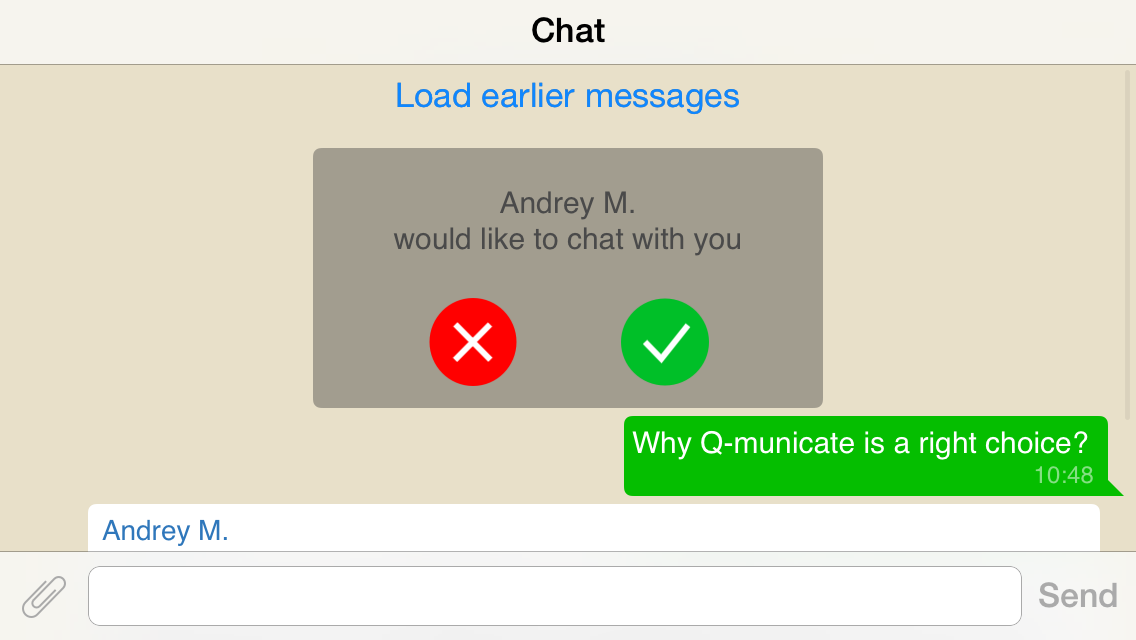 Chat
Load earlier messages
Andrey M.
would like to chat with you
Why Q-municate is a right choice?
10:48
Andrey M.
Send